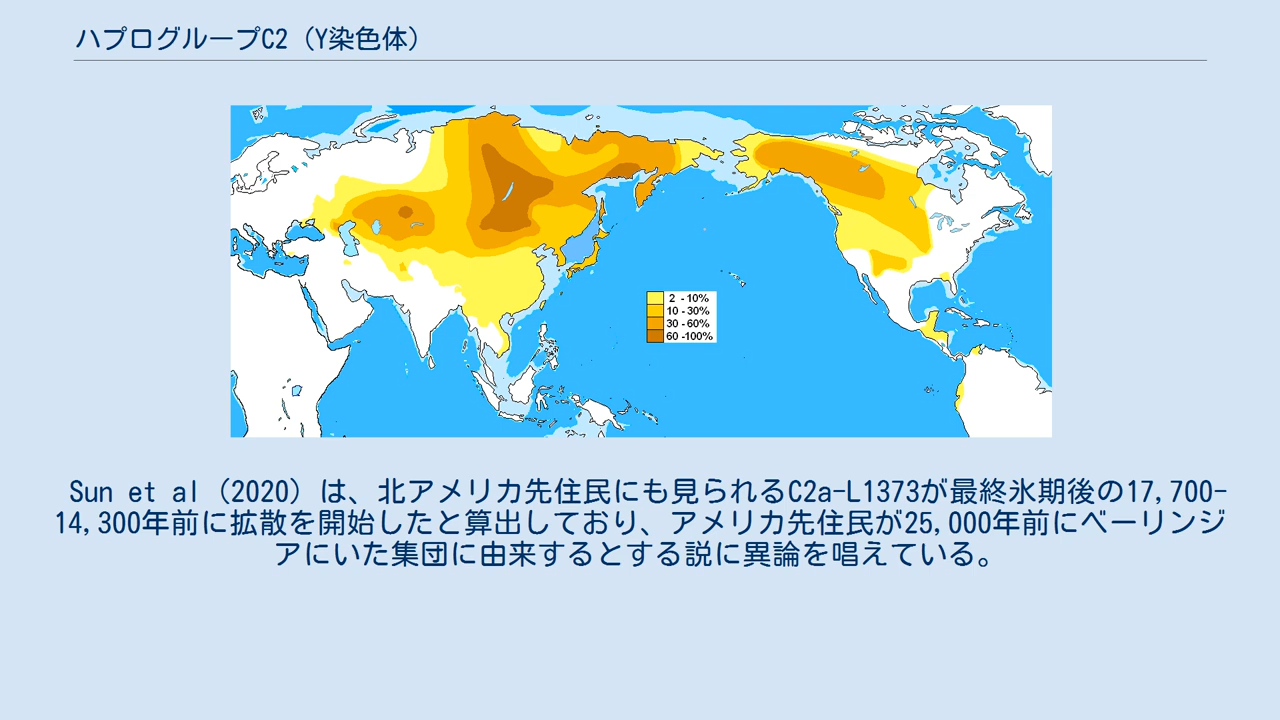 ハプログループC2（Y染色体）
2 -10%
10 -30%
30 -60%
60 -100%
Sun et al（2020）は、北アメリカ先住民にも見られるC2a-L1373が最終氷期後の17,700-
14,300年前に拡散を開始したと算出しており、アメリカ先住民が25,000年前にベーリンジ
アにいた集団に由来するとする説に異論を唱えている。